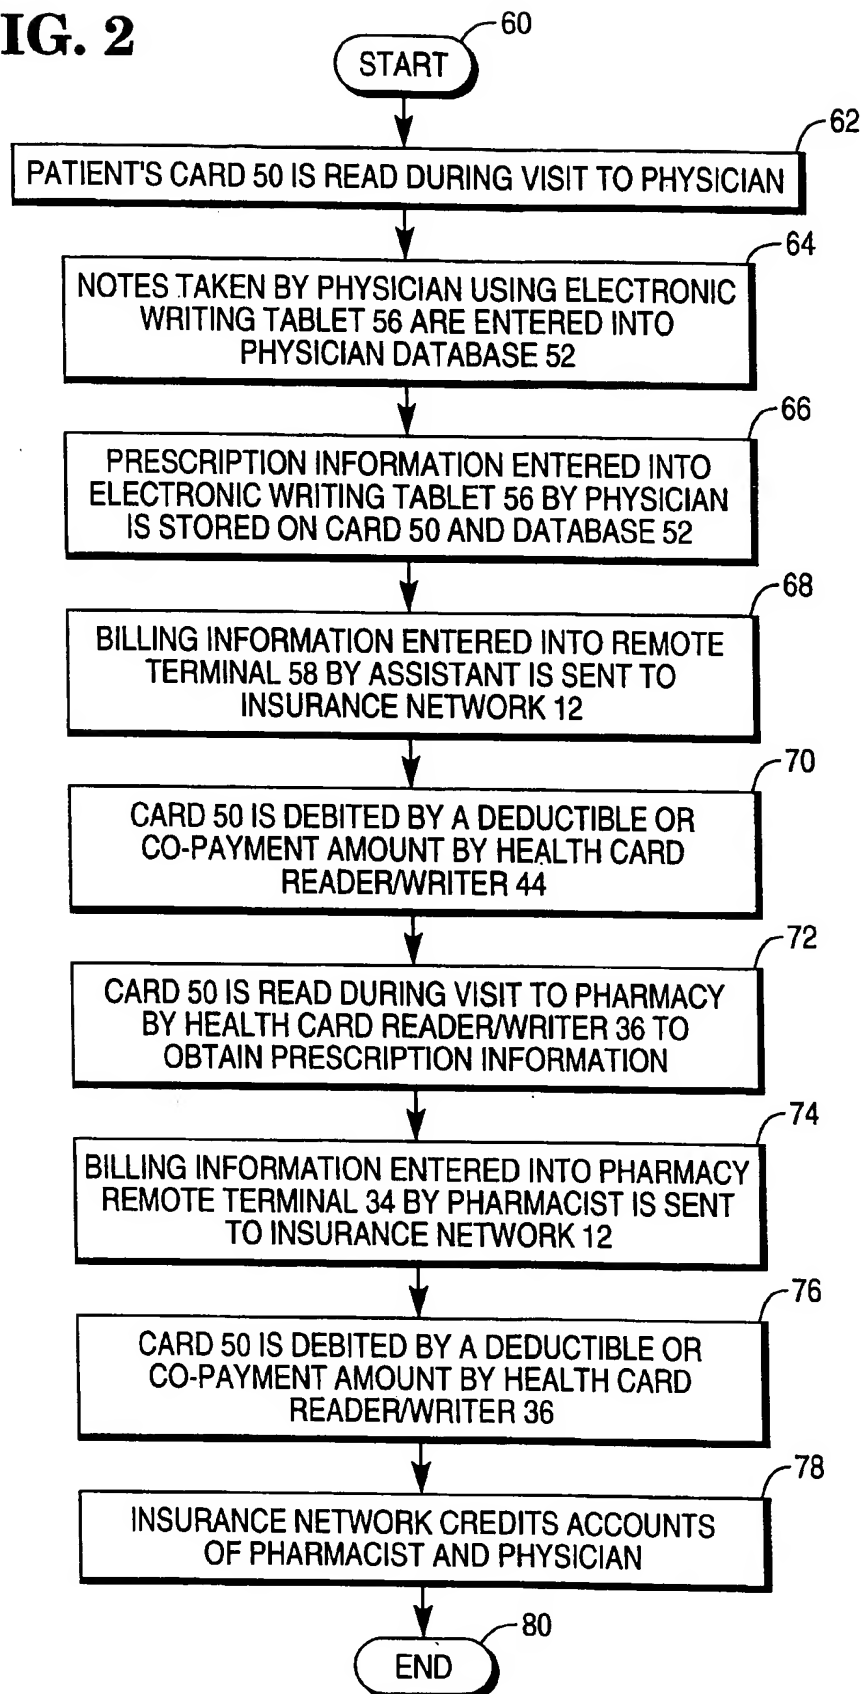 IG. 2
60
START
62
PATIENT'S CARD 50 IS READ DURING VISIT TO PHYSICIAN
64
NOTES TAKEN BY PHYSICIAN USING ELECTRONIC
WRITING TABLET 56 ARE ENTERED INTO
PHYSICIAN DATABASE 52
66
PRESCRIPTION INFORMATION ENTERED INTO
ELECTRONIC WRITING TABLET 56 BY PHYSICIAN
IS STORED ON CARD 50 AND DATABASE 52
68
BILLING INFORMATION ENTERED INTO REMOTE
TERMINAL 58 BY ASSISTANT IS SENT TO
INSURANCE NETWORK 12
70
CARD 50 IS DEBITED BY A DEDUCTIBLE OR
CO-PAYMENT AMOUNT BY HEALTH CARD
READER/WRITER 44
72
CARD 50 IS READ DURING VISIT TO PHARMACY
BY HEALTH CARD READER/WRITER 36 TO
OBTAIN PRESCRIPTION INFORMATION
74
BILLING INFORMATION ENTERED INTO PHARMACY
REMOTE TERMINAL 34 BY PHARMACIST IS SENT
TO INSURANCE NETWORK 12
76
CARD 50 IS DEBITED BY A DEDUCTIBLE OR
CO-PAYMENT AMOUNT BY HEALTH CARD
READER/WRITER 36
78
INSURANCE NETWORK CREDITS ACCOUNTS
OF PHARMACIST AND PHYSICIAN
80
END